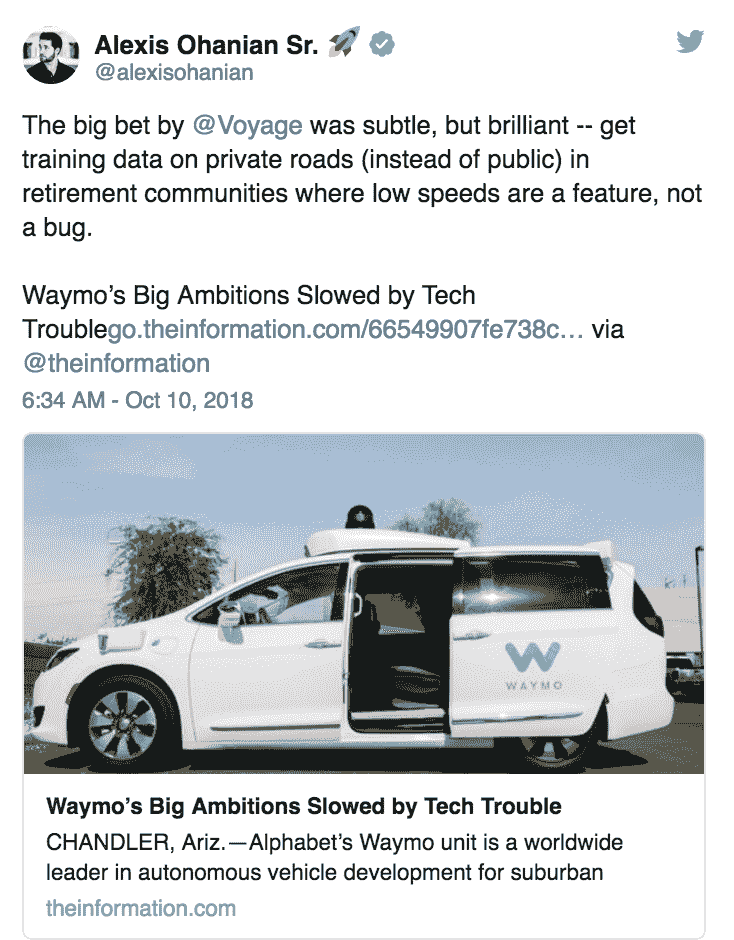 Alexis Ohanian Sr.
@alexisohanian
The big bet by @Voyage was subtle, but brilliant -- get
training data on private roads (instead of public) in
retirement communities where low speeds are a feature, not
a bug.
Waymo’s Big Ambitions Slowed by Tech
Troublego.theinformation.com/66549907fe738c… via
@theinformation
6:34 AM - Oct 10, 2018
WAYMO
Waymo’s Big Ambitions Slowed by Tech Trouble
CHANDLER, Ariz.—Alphabet’s Waymo unit is a worldwide
leader in autonomous vehicle development for suburban
theinformation.com